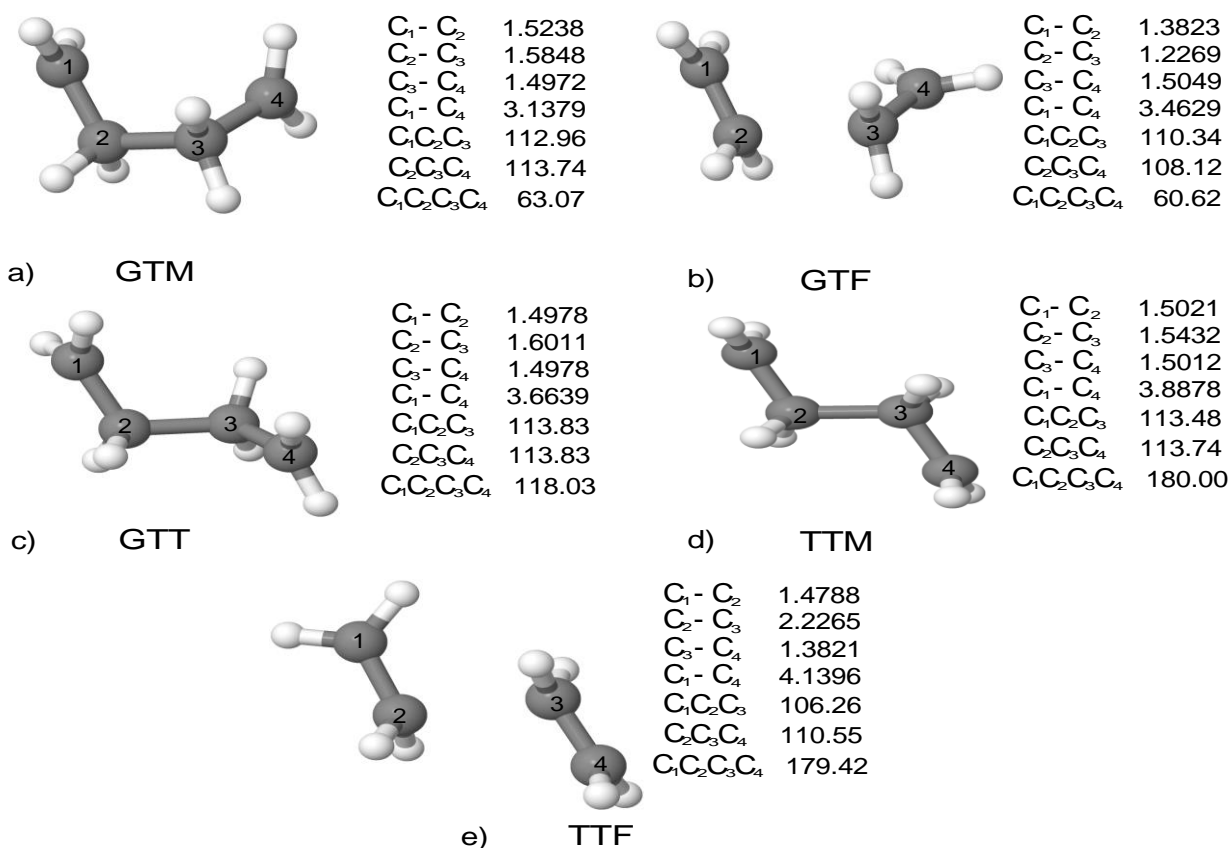 C₁- C₂ 1.5238
C₂- C₃ 1.5848
C₃- C₄ 1.4972
C₁- C₄ 3.1379
C₁C₂C₃ 112.96
C₂C₃C₄ 113.74
C₁C₂C₃C₄ 63.07
1
2
3
4
a) GTM
C₁- C₂ 1.3823
C₂- C₃ 1.2269
C₃- C₄ 1.5049
C₁- C₄ 3.4629
C₁C₂C₃ 110.34
C₂C₃C₄ 108.12
C₁C₂C₃C₄ 60.62
1
2
3
4
b) GTF
C₁- C₂ 1.4978
C₂- C₃ 1.6011
C₃- C₄ 1.4978
C₁- C₄ 3.6639
C₁C₂C₃ 113.83
C₂C₃C₄ 113.83
C₁C₂C₃C₄ 118.03
1
2
3
4
c) GTT
C₁- C₂ 1.5021
C₂- C₃ 1.5432
C₃- C₄ 1.5012
C₁- C₄ 3.8878
C₁C₂C₃ 113.48
C₂C₃C₄ 113.74
C₁C₂C₃C₄ 180.00
1
2
3
4
d) TTM
C₁- C₂ 1.4788
C₂- C₃ 2.2265
C₃- C₄ 1.3821
C₁- C₄ 4.1396
C₁C₂C₃ 106.26
C₂C₃C₄ 110.55
C₁C₂C₃C₄ 179.42
1
2
3
4
e) TTF